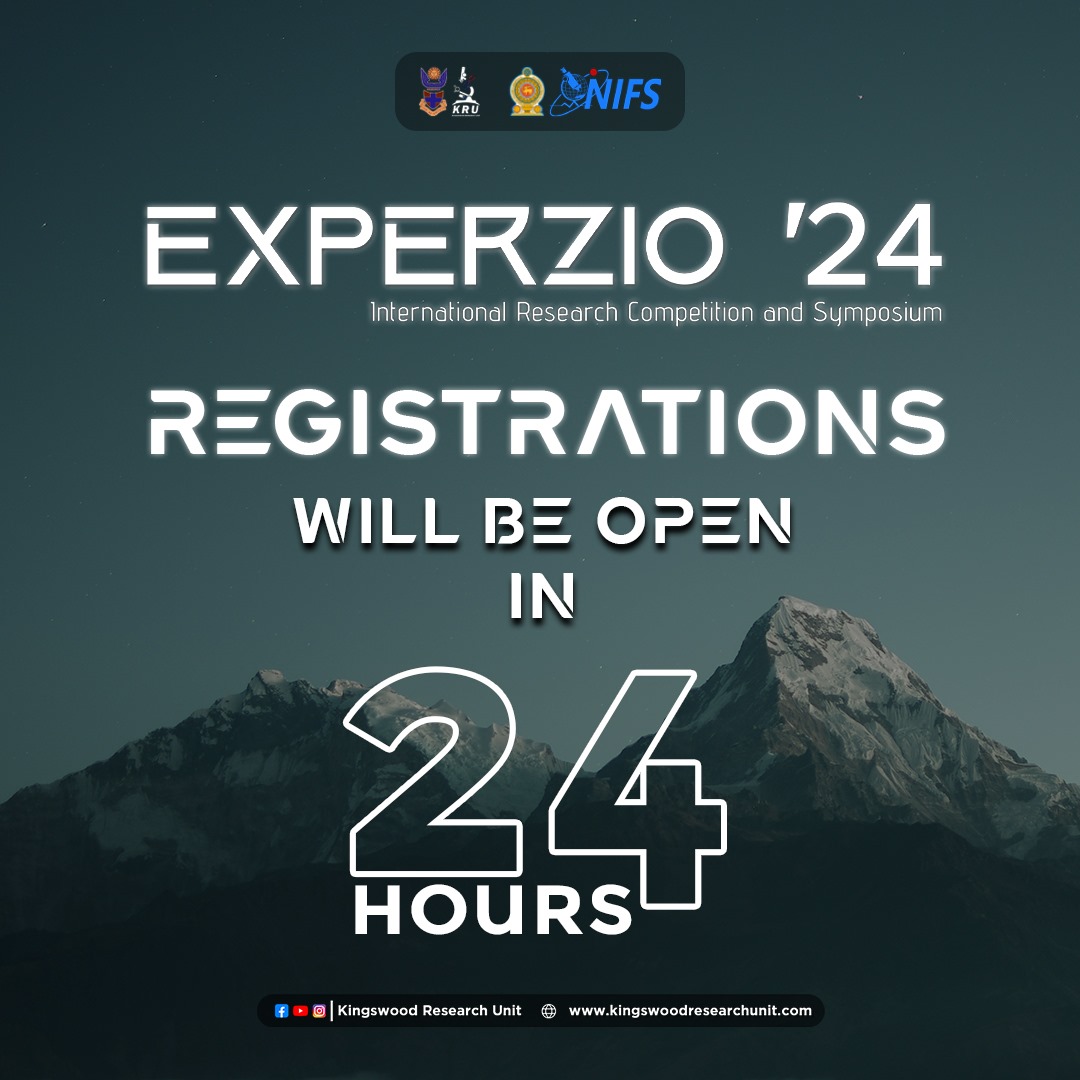 KRU
NIFS
EXPERZIO '24
International Research Competition and Symposium
REGISTRATIONS
WILL BE OPEN
IN
24
HOURS
Kingswood Research Unit www.kingswoodresearchunit.com